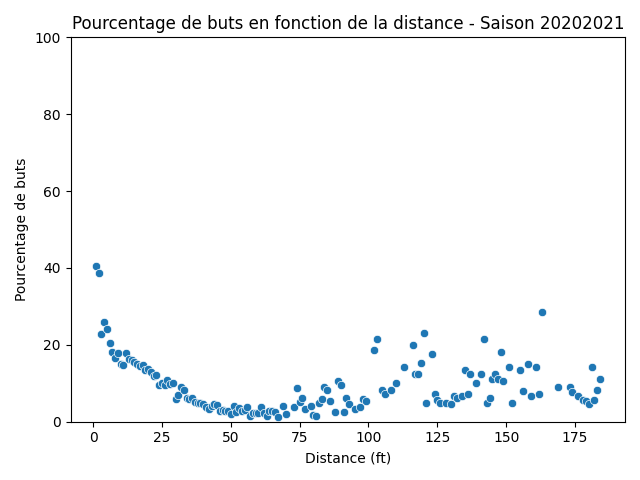 Pourcentage de buts en fonction de la distance - Saison 20202021
100
80
60
40
20
0
Pourcentage de buts
0 25 50 75 100 125 150 175
Distance (ft)